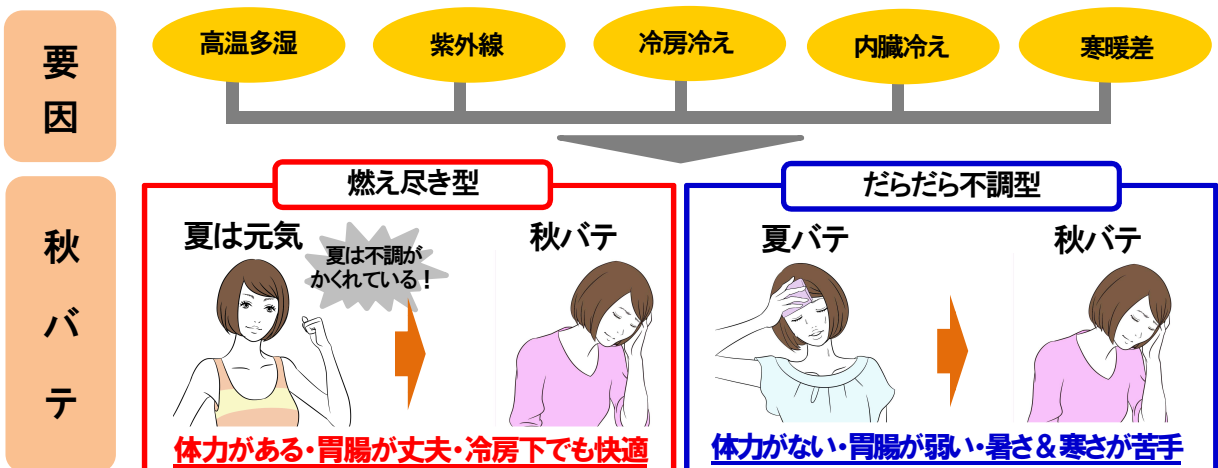 要因
高温多湿
紫外線
冷房冷え
内臓冷え
寒暖差
秋バテ
燃え尽き型
夏は元気
夏は不調が
かくれている！
秋バテ
体力がある・胃腸が丈夫・冷房下でも快適
だらだら不調型
夏バテ
秋バテ
体力がない・胃腸が弱い・暑さ＆寒さが苦手